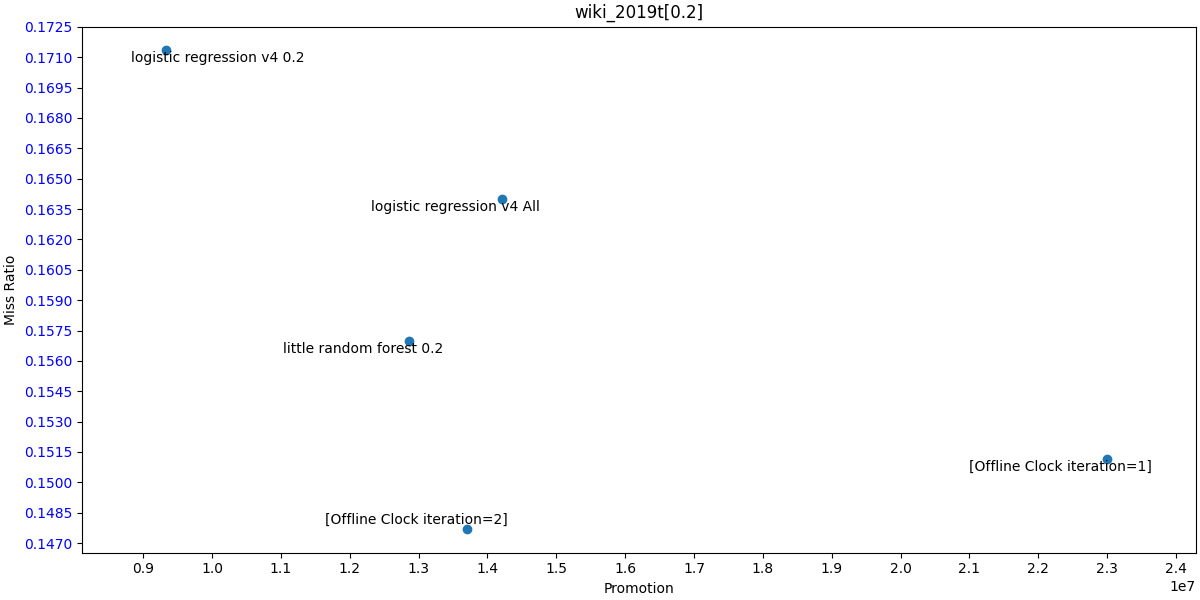 wiki_2019t[0.2]
0.1725
0.1710
0.1695
0.1680
0.1665
0.1650
0.1635
0.1620
0.1605
0.1590
0.1575
0.1560
0.1545
0.1530
0.1515
0.1500
0.1485
0.1470
Miss Ratio
logistic regression v4 0.2
logistic regression v4 All
little random forest 0.2
[Offline Clock iteration=1]
[Offline Clock iteration=2]
0.9 1.0 1.1 1.2 1.3 1.4 1.5 1.6 1.7 1.8 1.9 2.0 2.1 2.2 2.3 2.4
1e7
Promotion